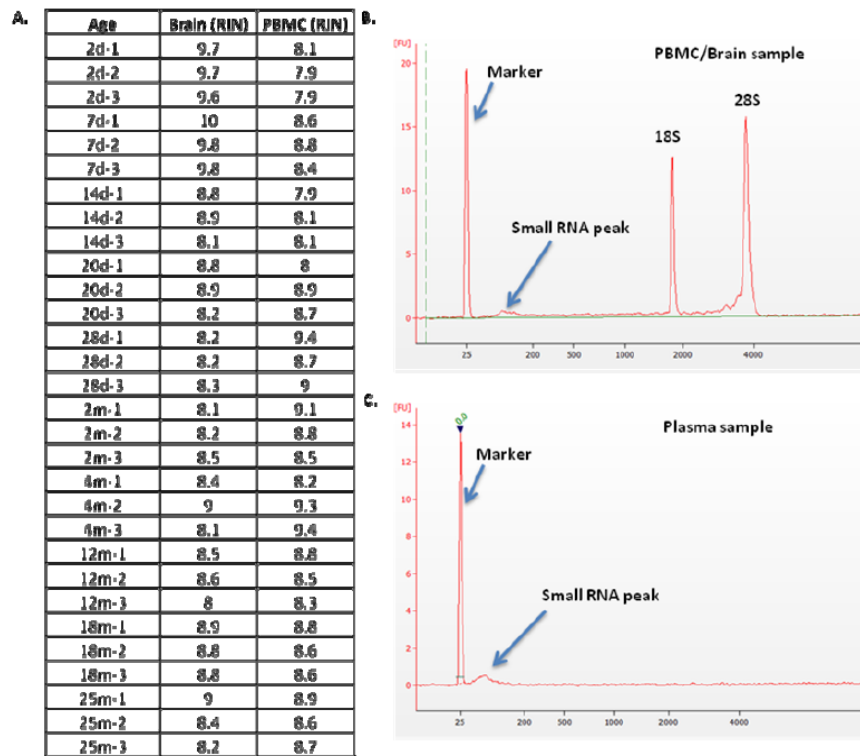 A.
Age Brain (RIN) PBMC (RIN)
2d-1 9.7 8.1
2d-2 9.7 7.9
2d-3 9.6 7.9
7d-1 10 8.6
7d-2 9.8 8.8
7d-3 9.8 8.4
14d-1 8.8 7.9
14d-2 8.9 8.1
14d-3 8.1 8.1
20d-1 8.8 8
20d-2 8.9 8.9
20d-3 8.2 8.7
28d-1 8.2 9.4
28d-2 8.2 8.7
28d-3 8.3 9
2m-1 8.1 9.1
2m-2 8.2 8.8
2m-3 8.5 8.5
4m-1 8.4 8.2
4m-2 9 9.3
4m-3 8.1 9.4
12m-1 8.5 8.8
12m-2 8.6 8.5
12m-3 8 8.3
18m-1 8.9 8.8
18m-2 8.8 8.6
18m-3 8.8 8.6
25m-1 9 8.9
25m-2 8.4 8.6
25m-3 8.2 8.7
B.
[FU]
PBMC/Brain sample
20
Marker
28S
15
18S
10
Small RNA peak
5
0
25 200 500 1000 2000 4000
C.
[FU]
0.0
14
Plasma sample
Marker
12
10
8
6
Small RNA peak
4
2
0
25 200 500 1000 2000 4000